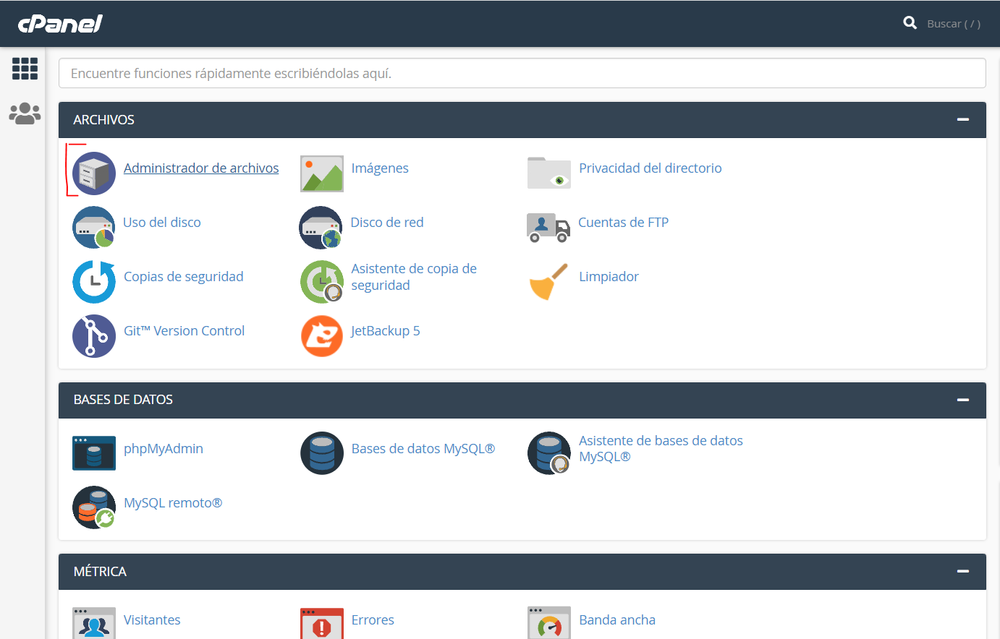 cPanel
Buscar ( / )
Encuentre funciones rápidamente escribiéndolas aquí.
ARCHIVOS
Administrador de archivos
Imágenes
Privacidad del directorio
Uso del disco
Disco de red
Cuentas de FTP
Copias de seguridad
Asistente de copia de
seguridad
Limpiador
Git™ Version Control
JetBackup 5
BASES DE DATOS
phpMyAdmin
Bases de datos MySQL®
Asistente de bases de datos
MySQL®
MySQL remoto®
MÉTRICA
Visitantes
Errores
Banda ancha